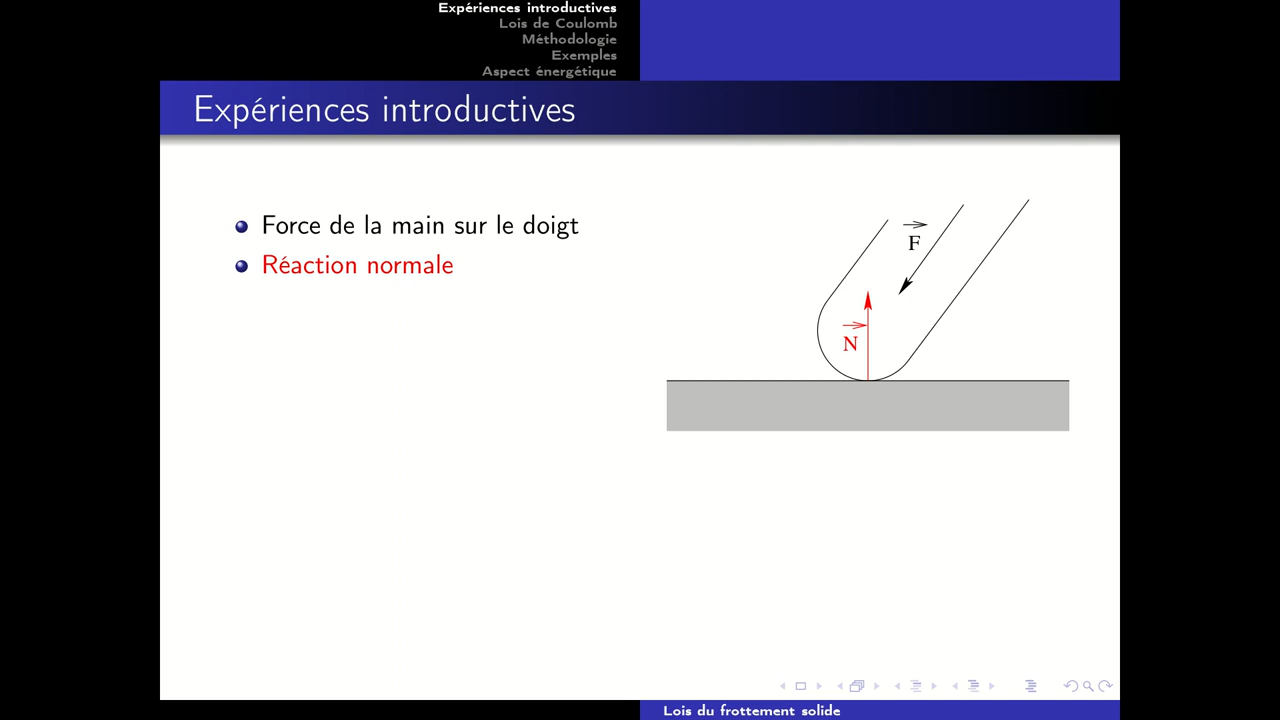 Expériences introductives
Lois de Coulomb
Méthodologie
Exemples
Aspect énergétique
Expériences introductives
Force de la main sur le doigt
Réaction normale
F
N
Lois du frottement solide